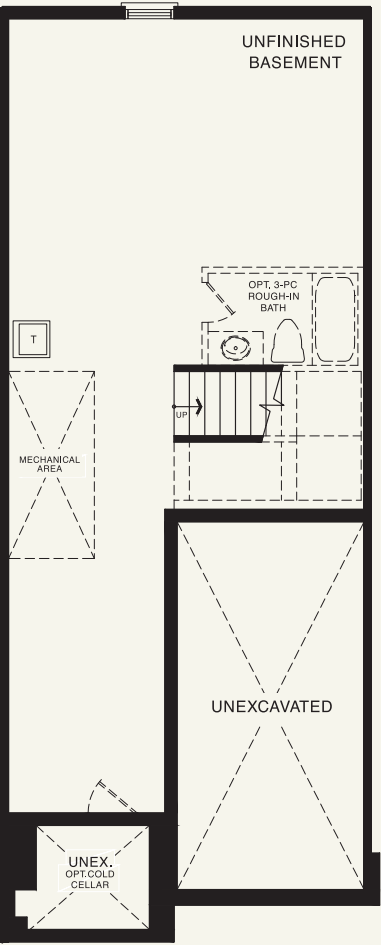 UNFINISHED
BASEMENT
OPT. 3-PC
ROUGH-IN
BATH
T
UP
MECHANICAL
AREA
UNEXCAVATED
UNEX.
OPT.COLD
CELLAR